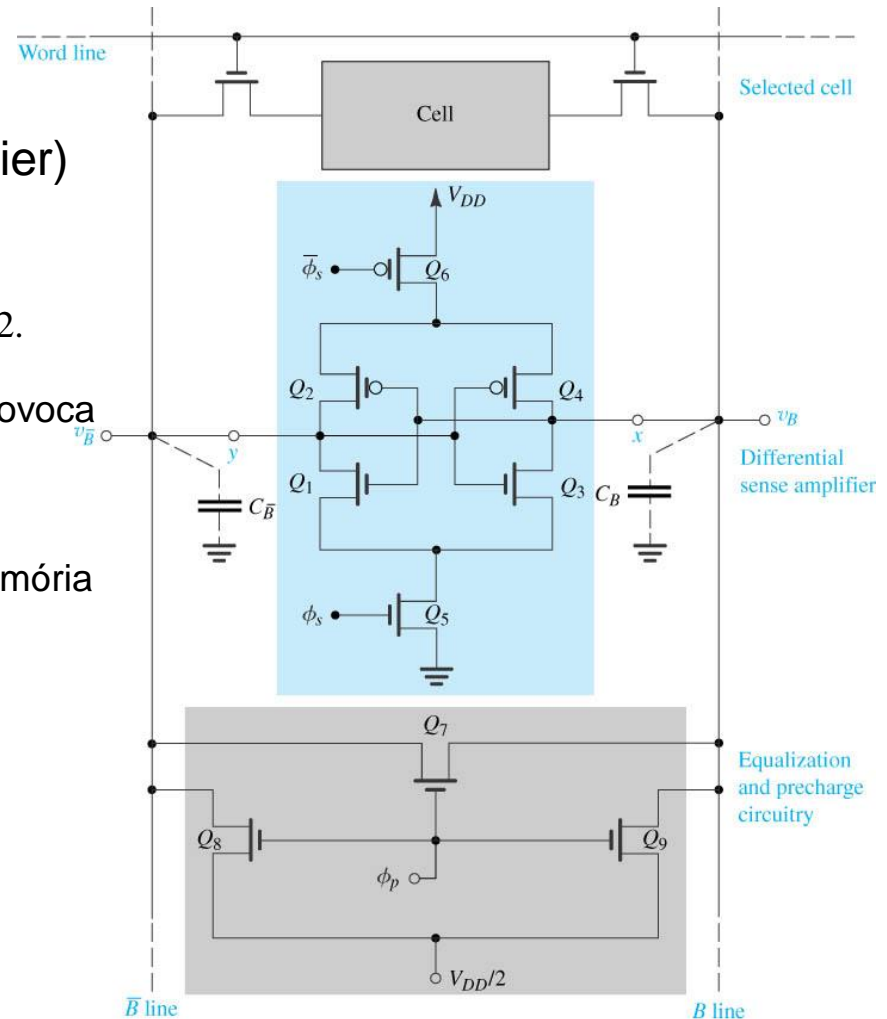 Word line
Selected cell
Cell
ier)
V_DD
φ̅_s
Q_6
2.
Q_2
Q_4
ovoca
v_B̅
y
x
v_B
Differential
sense amplifier
Q_1
Q_3
C_B
C_B̅
mória
φ_s
Q_5
Q_7
Equalization
and precharge
circuitry
Q_8
Q_9
φ_p
V_DD/2
B̅ line
B line